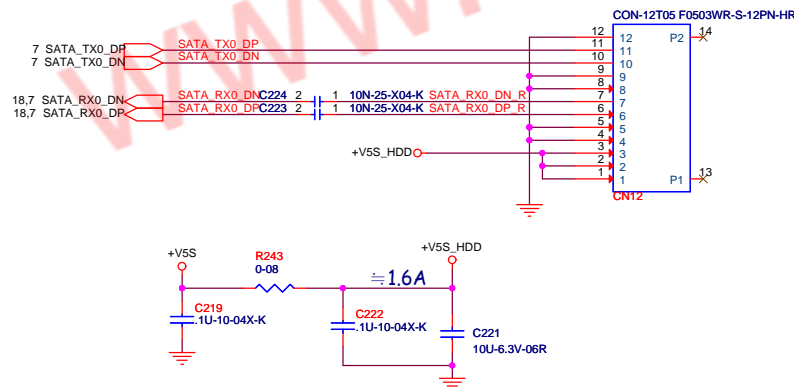 CON-12T05 F0503WR-S-12PN-HR
12 12 P2 14
7 SATA_TX0_DP SATA_TX0_DP 11 11
7 SATA_TX0_DN SATA_TX0_DN 10 10
9 9
8 8
18,7 SATA_RX0_DN SATA_RX0_DN C224 2 1 10N-25-X04-K SATA_RX0_DN_R 7 7
18,7 SATA_RX0_DP SATA_RX0_DP C223 2 1 10N-25-X04-K SATA_RX0_DP_R 6 6
5 5
4 4
+V5S_HDD 3 3
2 2
1 1 P1 13
CN12
+V5S R243 +V5S_HDD
0-08
≒1.6A
C219
.1U-10-04X-K
C222
.1U-10-04X-K
C221
10U-6.3V-06R